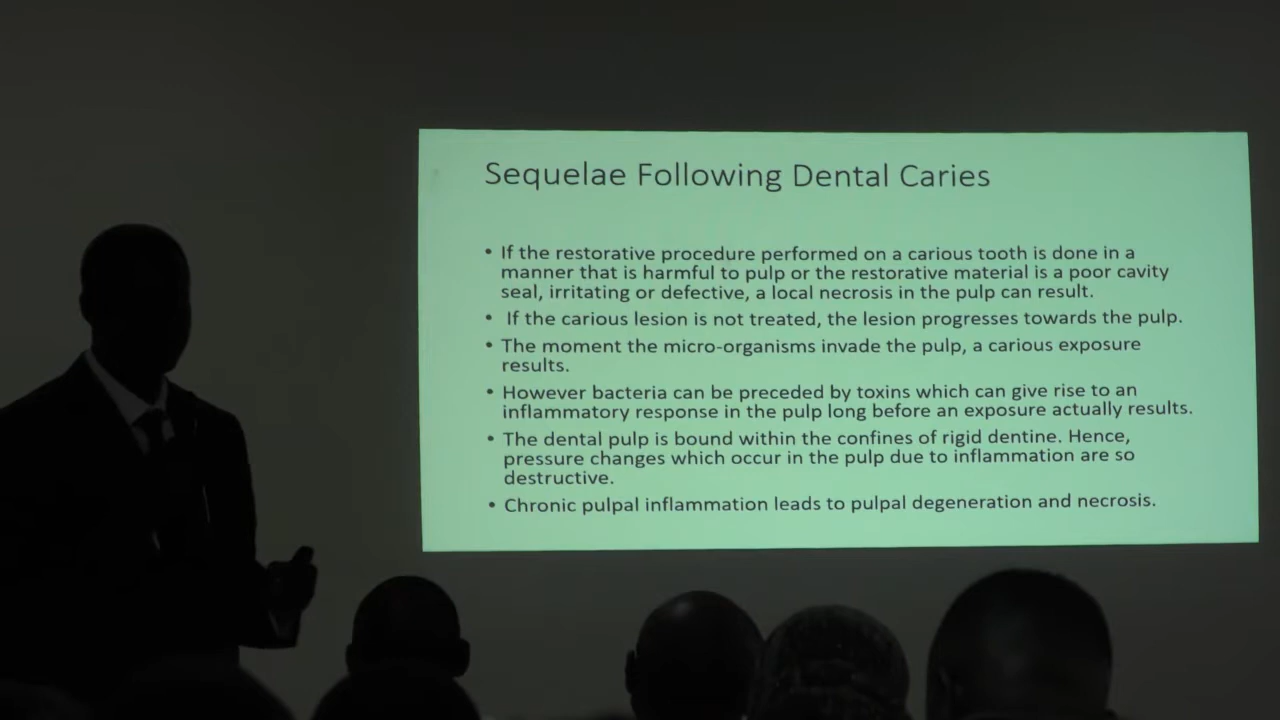 Sequelae Following Dental Caries
• If the restorative procedure performed on a carious tooth is done in a
manner that is harmful to pulp or the restorative material is a poor cavity
seal, irritating or defective, a local necrosis in the pulp can result.
• If the carious lesion is not treated, the lesion progresses towards the pulp.
• The moment the micro-organisms invade the pulp, a carious exposure
results.
• However bacteria can be preceded by toxins which can give rise to an
inflammatory response in the pulp long before an exposure actually results.
• The dental pulp is bound within the confines of rigid dentine. Hence,
pressure changes which occur in the pulp due to inflammation are so
destructive.
• Chronic pulpal inflammation leads to pulpal degeneration and necrosis.